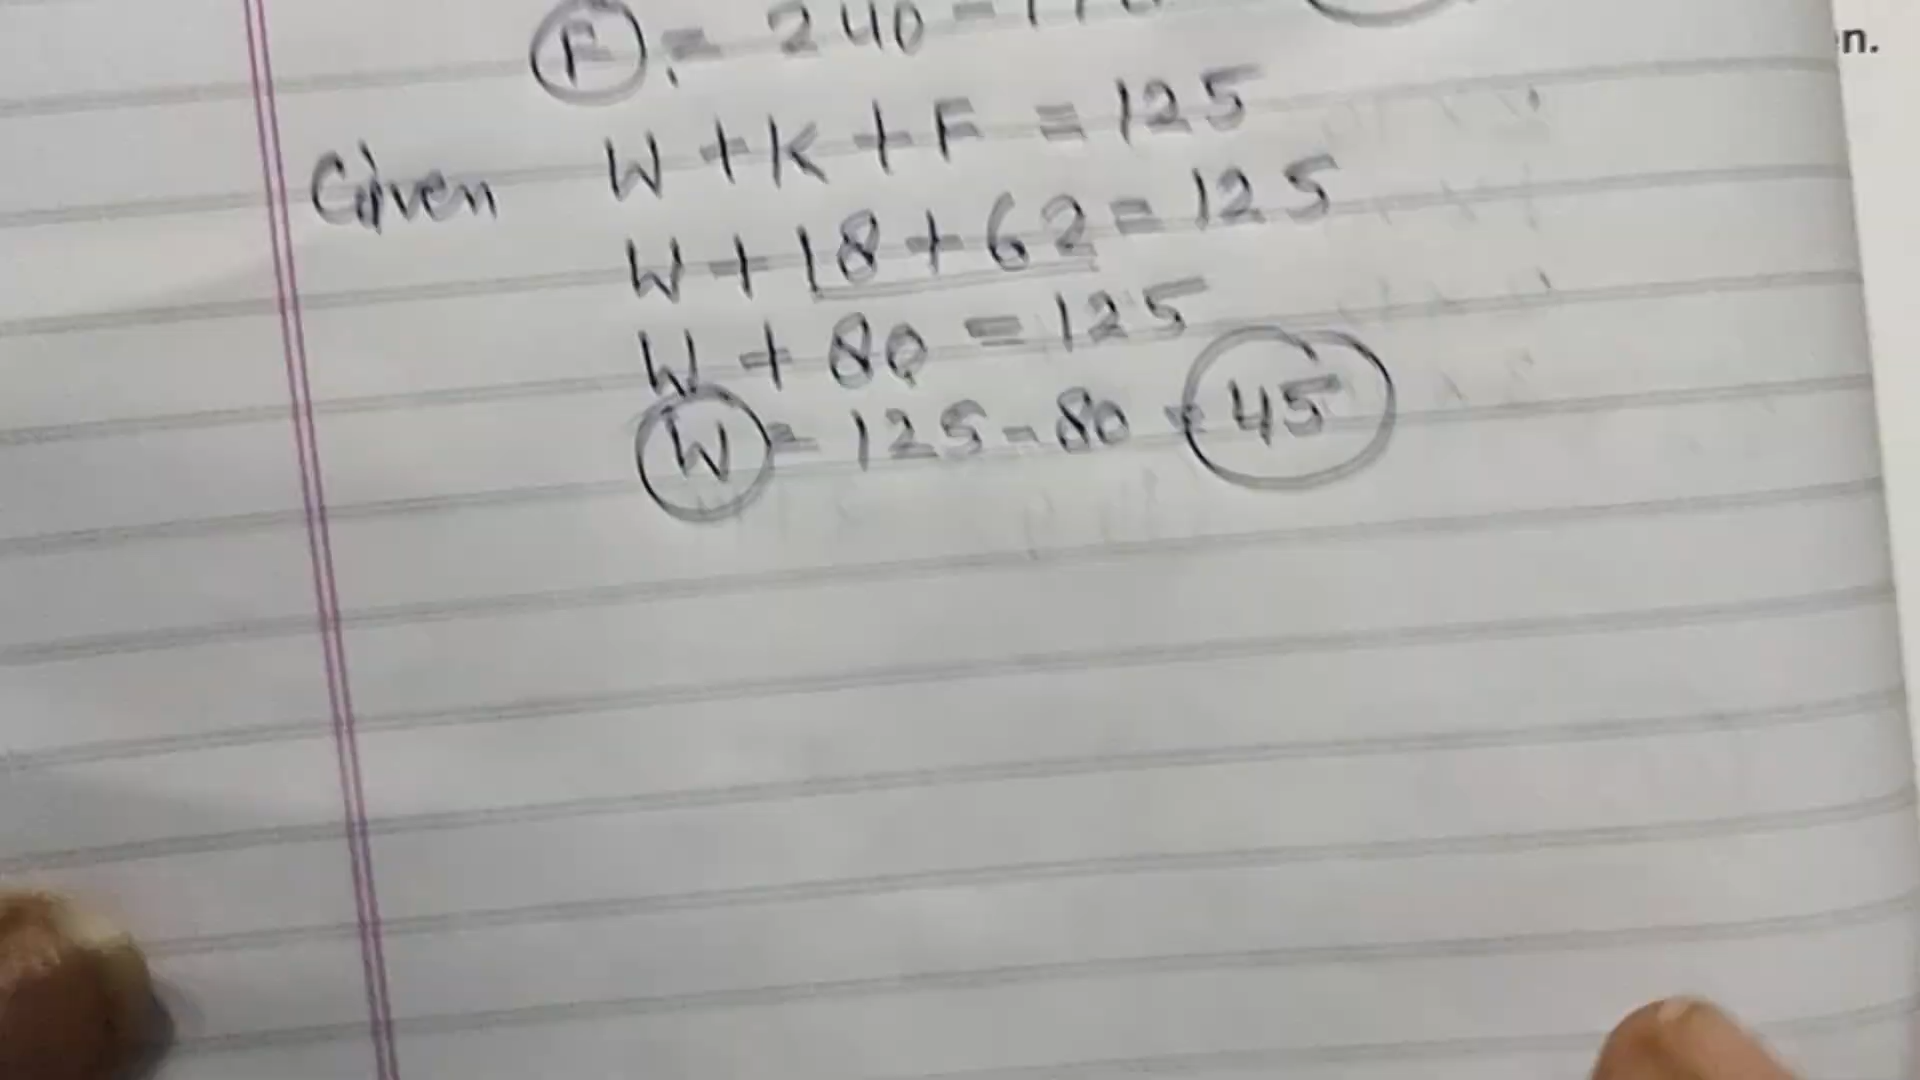 F = 240 -
n.
Given W + K + F = 125
W + 18 + 62 = 125
W + 80 = 125
W = 125 - 80 = 45